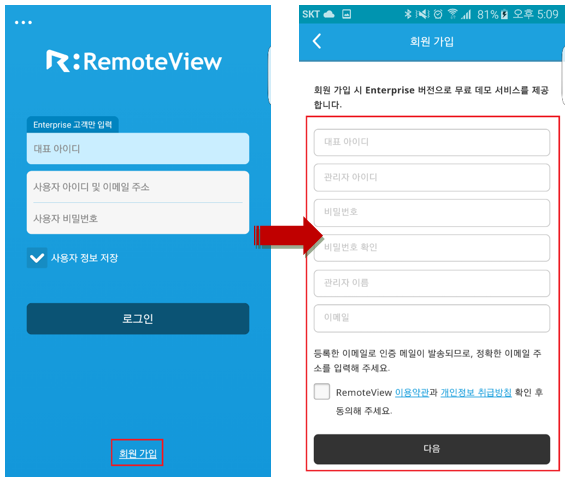 R:RemoteView
Enterprise 고객만 입력
대표 아이디
사용자 아이디 및 이메일 주소
사용자 비밀번호
사용자 정보 저장
로그인
회원 가입
SKT 81% 오후 5:09
회원 가입
회원 가입 시 Enterprise 버전으로 무료 데모 서비스를 제공
합니다.
대표 아이디
관리자 아이디
비밀번호
비밀번호 확인
관리자 이름
이메일
등록한 이메일로 인증 메일이 발송되므로, 정확한 이메일 주
소를 입력해 주세요.
RemoteView 이용약관과 개인정보 취급방침 확인 후
동의해 주세요.
다음